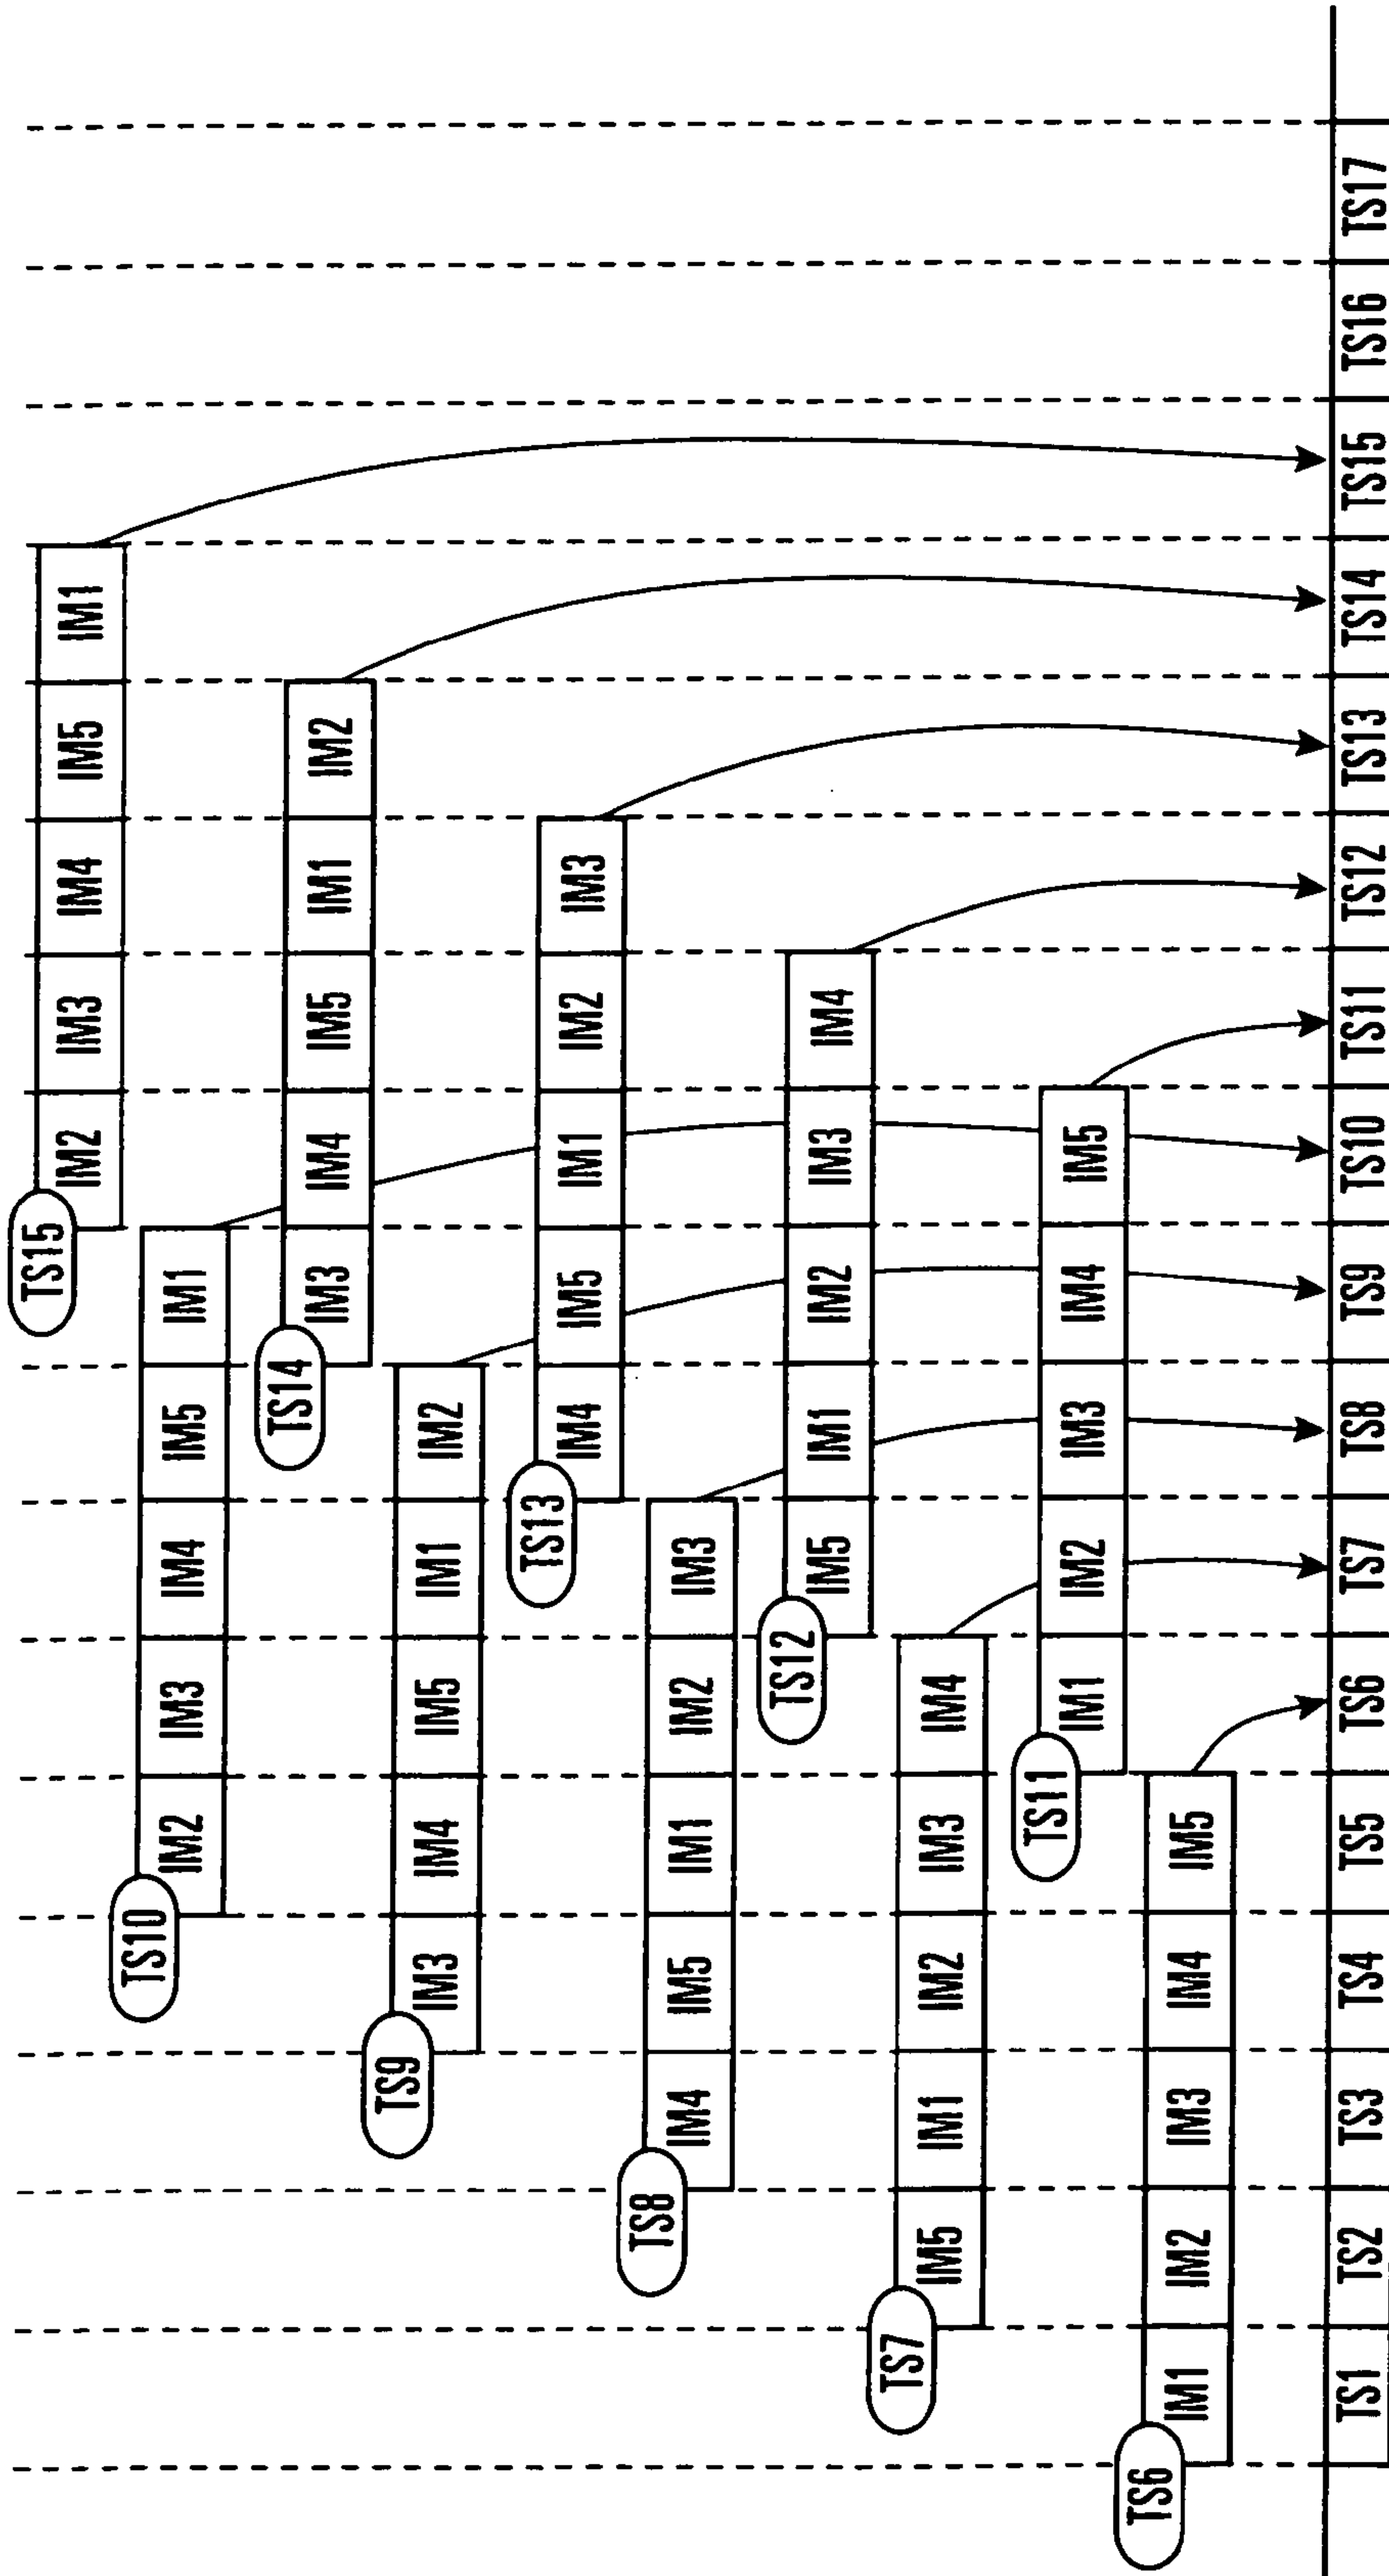 TS15
IM2 IM3 IM4 IM5 IM1
TS10
IM2 IM3 IM4 IM5 IM1
TS14
IM3 IM4 IM5 IM1 IM2
TS9
IM3 IM4 IM5 IM1 IM2
TS13
IM4 IM5 IM1 IM2 IM3
TS8
IM4 IM5 IM1 IM2 IM3
TS12
IM5 IM1 IM2 IM3 IM4
TS7
IM5 IM1 IM2 IM3 IM4
TS11
IM1 IM2 IM3 IM4 IM5
TS6
IM1 IM2 IM3 IM4 IM5
TS1 TS2 TS3 TS4 TS5 TS6 TS7 TS8 TS9 TS10 TS11 TS12 TS13 TS14 TS15 TS16 TS17